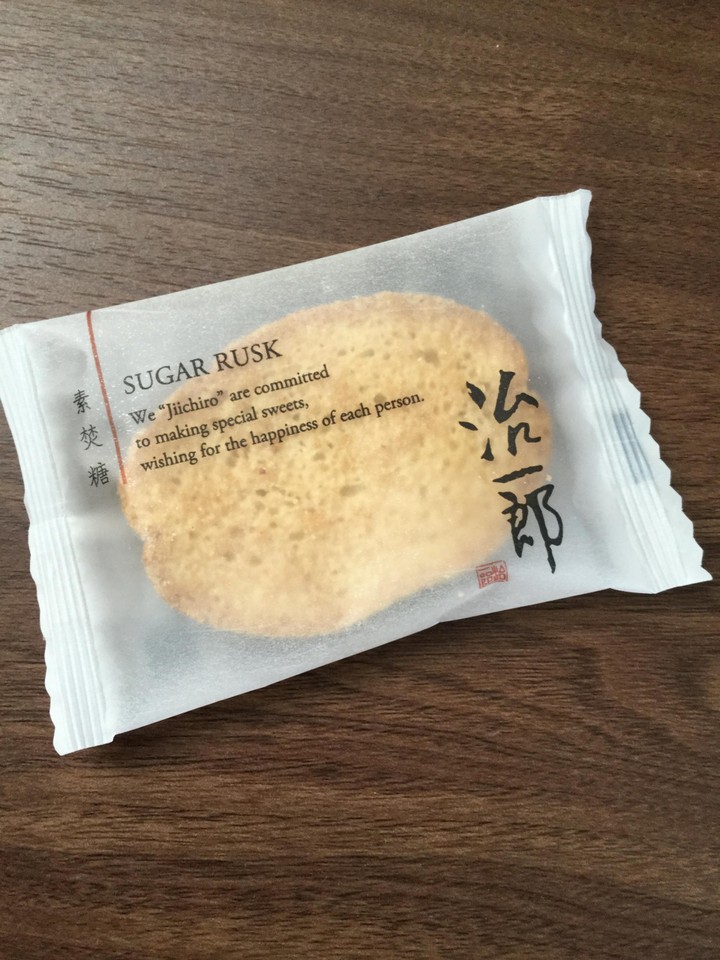 素焚糖
SUGAR RUSK
We “Jiichiro” are committed
to making special sweets,
wishing for the happiness of each person.
治一郎